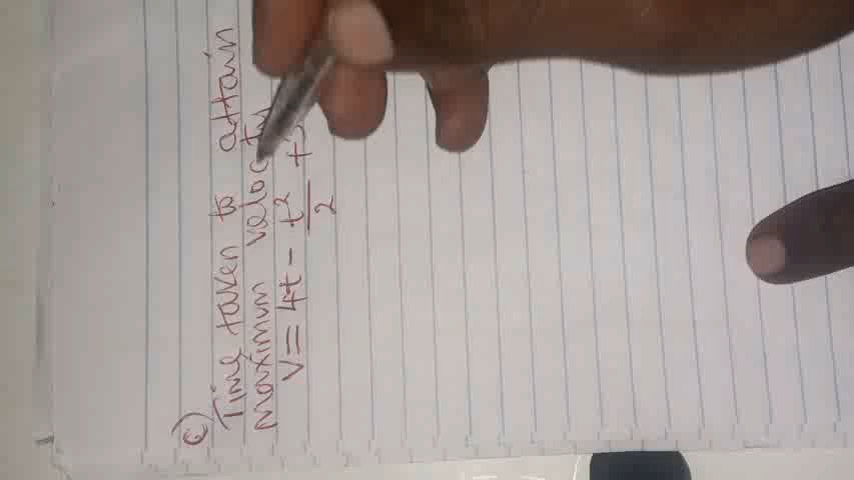 c)
Time taken to attain
maximum velocity
V = 4t - t²/2 +